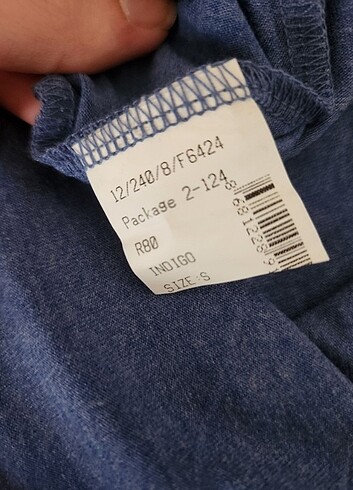 12/240/8/F6424
Package 2-124
R80
INDIGO
SIZE:S